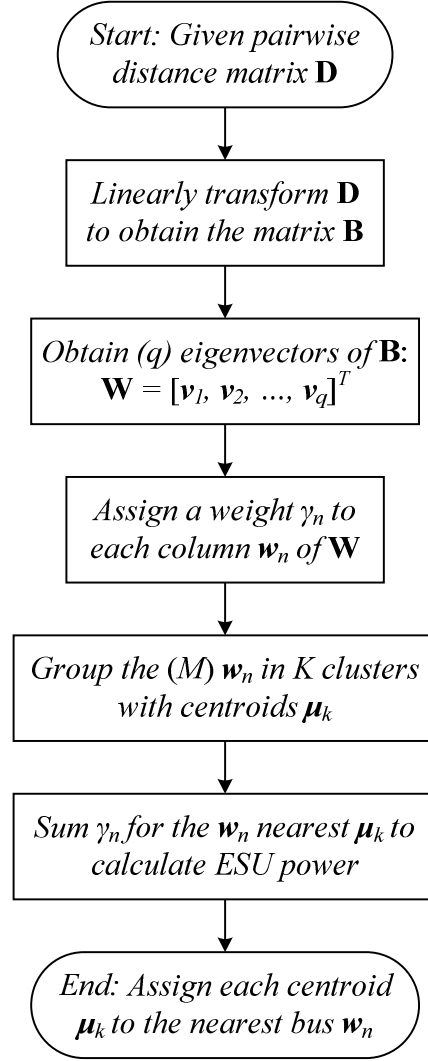 Start: Given pairwise
distance matrix D
Linearly transform D
to obtain the matrix B
Obtain (q) eigenvectors of B:
W = [v₁, v₂, ..., v_q]ᵀ
Assign a weight γₙ to
each column wₙ of W
Group the (M) wₙ in K clusters
with centroids μₖ
Sum γₙ for the wₙ nearest μₖ to
calculate ESU power
End: Assign each centroid
μₖ to the nearest bus wₙ